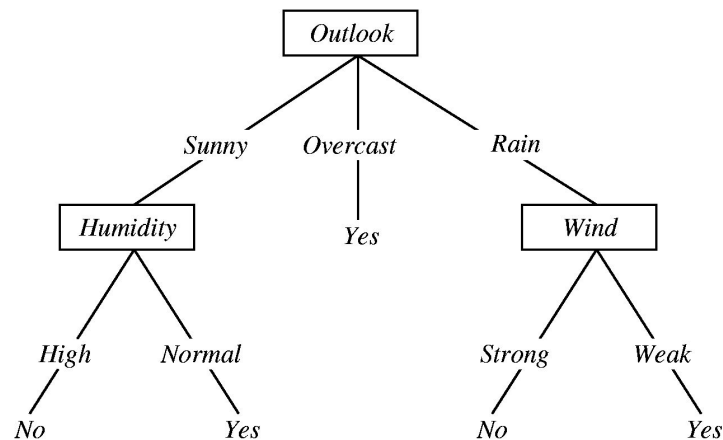 Outlook
Sunny Overcast Rain
Humidity Yes Wind
High Normal Strong Weak
No Yes No Yes